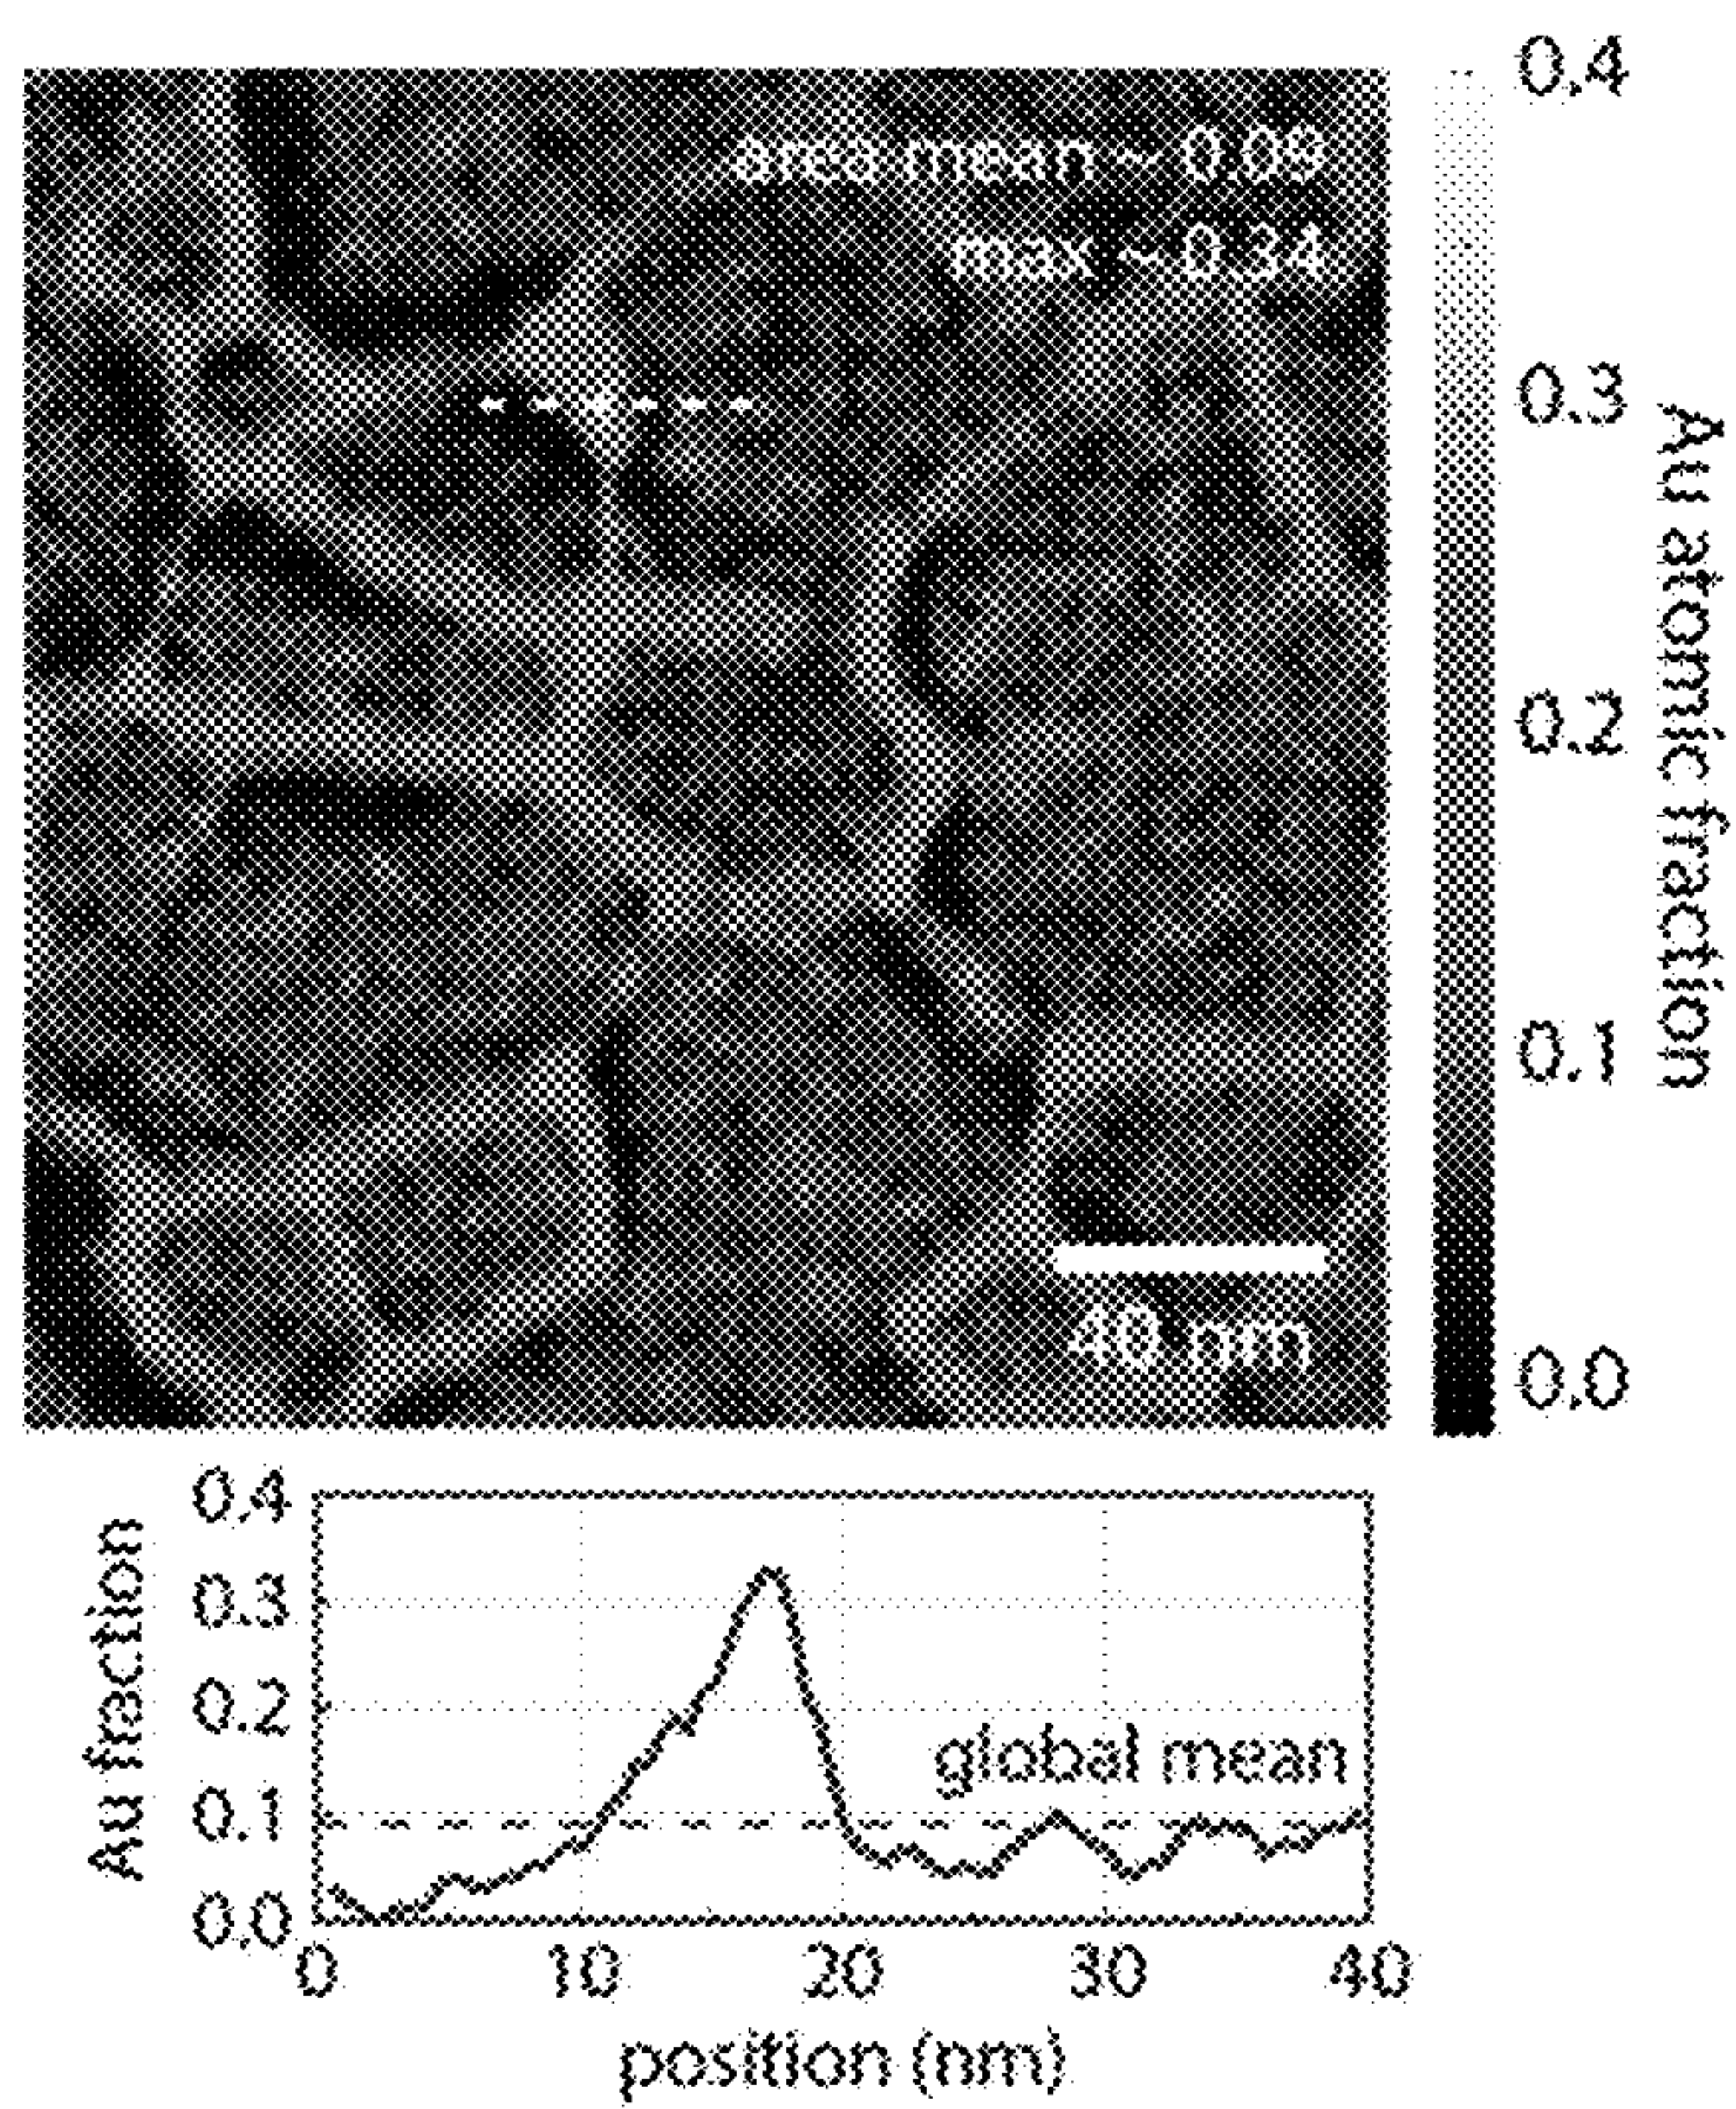 area mean ~ 0.09
max ~ 0.34
40 nm
0.4
0.3
0.2
0.1
0.0
Au atomic fraction
0.4
0.3
0.2
0.1
0.0
Au fraction
global mean
0 10 20 30 40
position (nm)